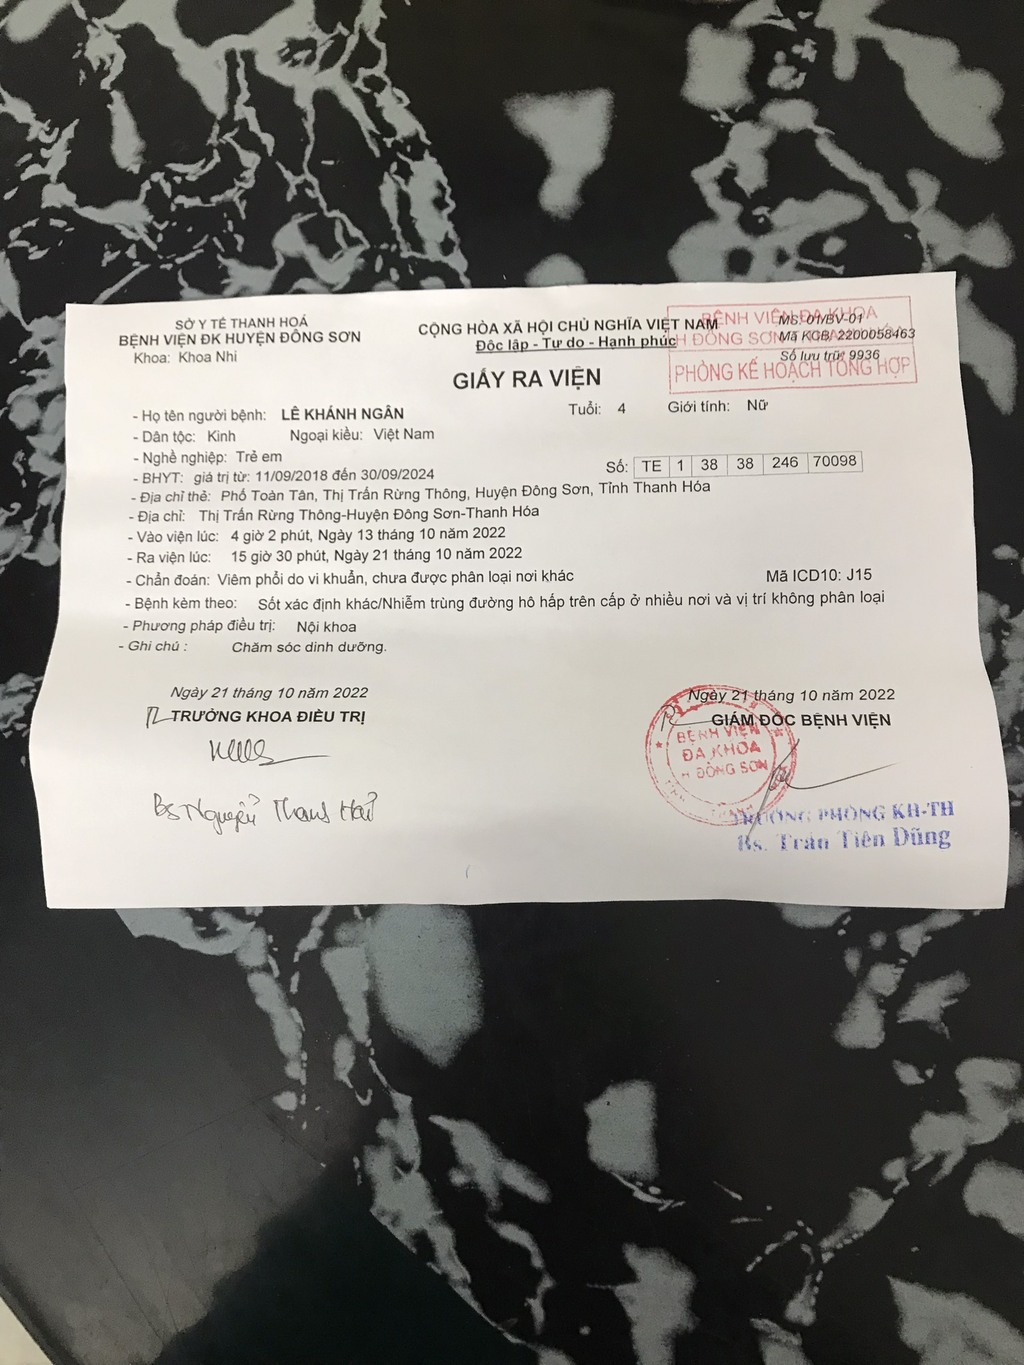 SỞ Y TẾ THANH HOÁ
BỆNH VIỆN ĐK HUYỆN ĐÔNG SƠN
Khoa: Khoa Nhi
CỘNG HÒA XÃ HỘI CHỦ NGHĨA VIỆT NAM
Độc lập - Tự do - Hạnh phúc
BỆNH VIỆN ĐA KHOA
H ĐÔNG SƠN
PHÒNG KẾ HOẠCH TỔNG HỢP
MS: 01/BV-01
Mã KCB: 2200058463
Số lưu trữ: 9936
GIẤY RA VIỆN
- Họ tên người bệnh: LÊ KHÁNH NGÂN Tuổi: 4 Giới tính: Nữ
- Dân tộc: Kinh Ngoại kiều: Việt Nam
- Nghề nghiệp: Trẻ em
- BHYT: giá trị từ: 11/09/2018 đến 30/09/2024 Số: TE 1 38 38 246 70098
- Địa chỉ thẻ: Phố Toàn Tân, Thị Trấn Rừng Thông, Huyện Đông Sơn, Tỉnh Thanh Hóa
- Địa chỉ: Thị Trấn Rừng Thông-Huyện Đông Sơn-Thanh Hóa
- Vào viện lúc: 4 giờ 2 phút, Ngày 13 tháng 10 năm 2022
- Ra viện lúc: 15 giờ 30 phút, Ngày 21 tháng 10 năm 2022
- Chẩn đoán: Viêm phổi do vi khuẩn, chưa được phân loại nơi khác Mã ICD10: J15
- Bệnh kèm theo: Sốt xác định khác/Nhiễm trùng đường hô hấp trên cấp ở nhiều nơi và vị trí không phân loại
- Phương pháp điều trị: Nội khoa
- Ghi chú : Chăm sóc dinh dưỡng.
Ngày 21 tháng 10 năm 2022
TL TRƯỞNG KHOA ĐIỀU TRỊ
BS Nguyễn Thanh Hải
Ngày 21 tháng 10 năm 2022
TL GIÁM ĐỐC BỆNH VIỆN
BỆNH VIỆN
ĐA KHOA
H ĐÔNG SƠN
TRƯỞNG PHÒNG KH-TH
Bs. Trần Tiến Dũng